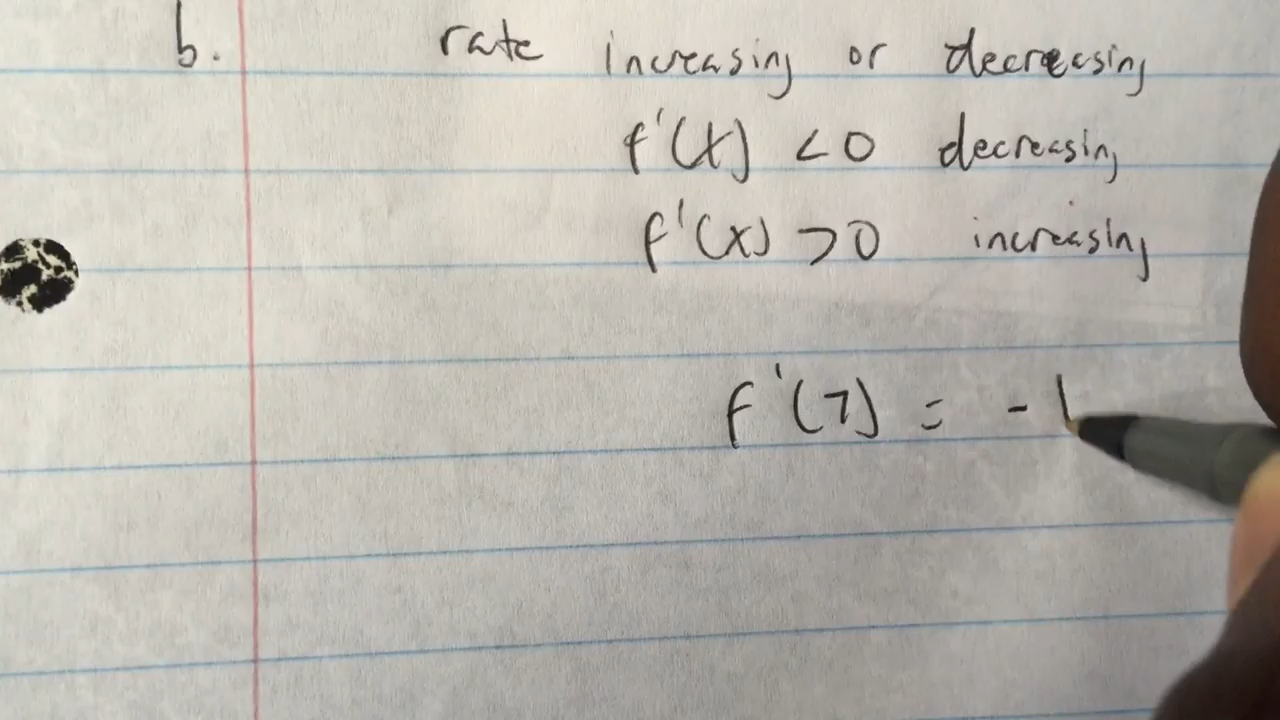 b. rate increasing or decreasing
f'(x) <0 decreasing
f'(x) >0 increasing
f'(7) = -1